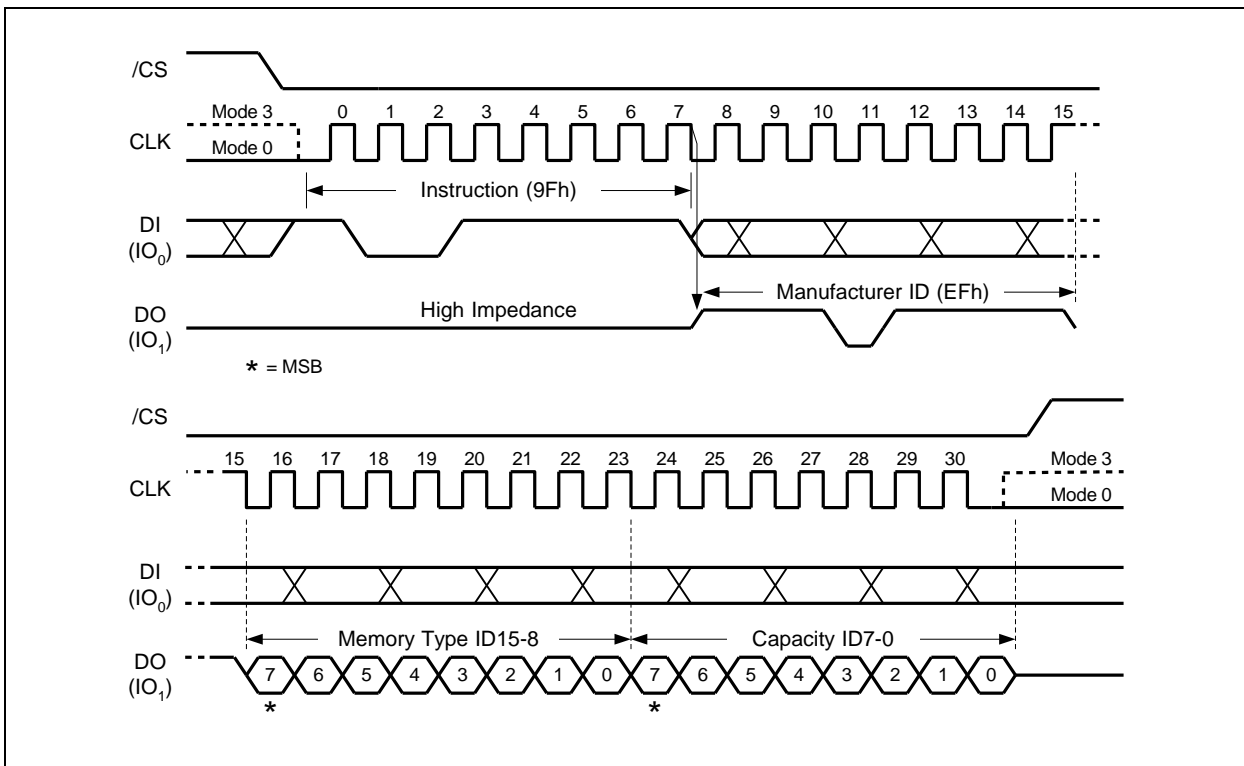 /CS
Mode 3
0 1 2 3 4 5 6 7 8 9 10 11 12 13 14 15
CLK
Mode 0
Instruction (9Fh)
DI
(IO0)
Manufacturer ID (EFh)
High Impedance
DO
(IO1)
* = MSB
/CS
15 16 17 18 19 20 21 22 23 24 25 26 27 28 29 30
Mode 3
CLK
Mode 0
DI
(IO0)
Memory Type ID15-8
Capacity ID7-0
DO
(IO1)
7 6 5 4 3 2 1 0 7 6 5 4 3 2 1 0
* *